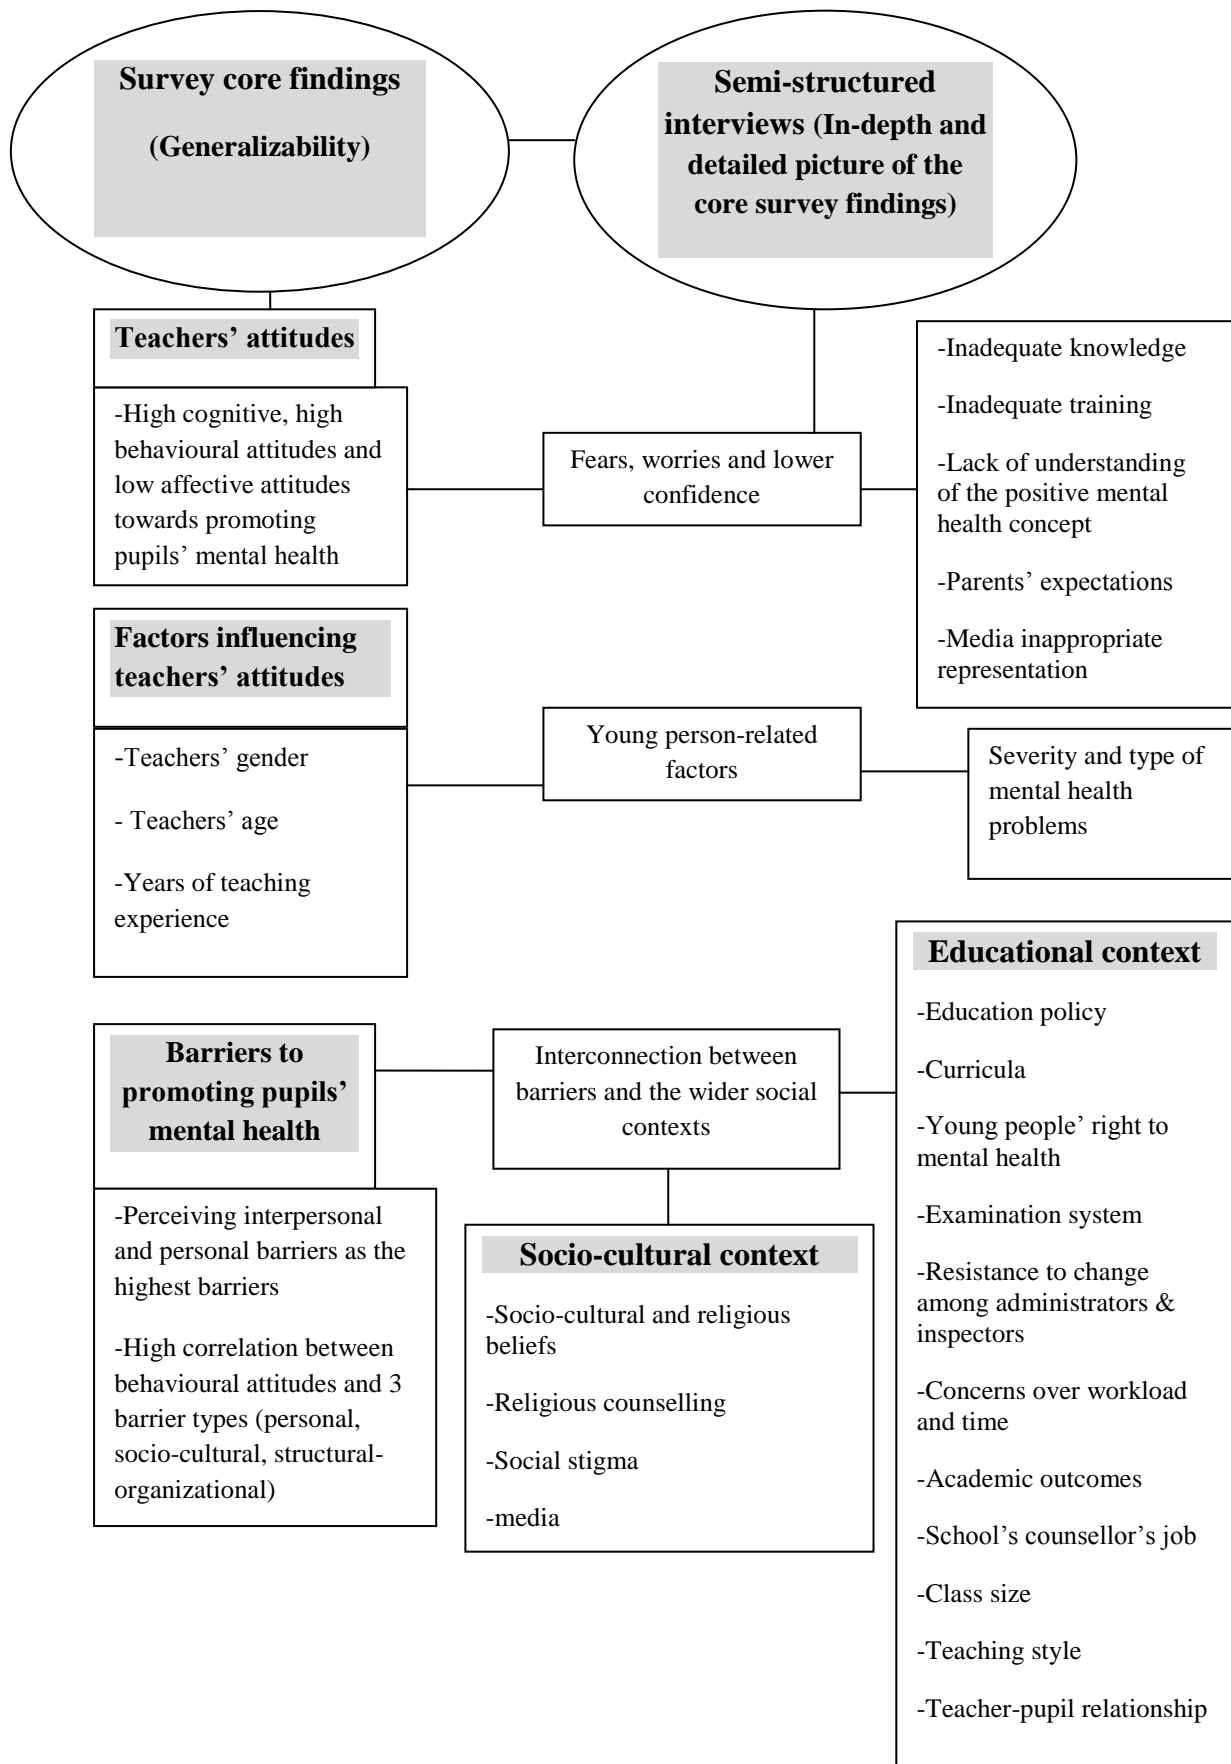 Survey core findings
(Generalizability)
Semi-structured
interviews (In-depth and
detailed picture of the
core survey findings)
Teachers’ attitudes
-High cognitive, high
behavioural attitudes and
low affective attitudes
towards promoting
pupils’ mental health
Fears, worries and lower
confidence
-Inadequate knowledge
-Inadequate training
-Lack of understanding
of the positive mental
health concept
-Parents’ expectations
-Media inappropriate
representation
Factors influencing
teachers’ attitudes
-Teachers’ gender
- Teachers’ age
-Years of teaching
experience
Young person-related
factors
Severity and type of
mental health
problems
Barriers to
promoting pupils’
mental health
-Perceiving interpersonal
and personal barriers as the
highest barriers
-High correlation between
behavioural attitudes and 3
barrier types (personal,
socio-cultural, structural-
organizational)
Interconnection between
barriers and the wider social
contexts
Socio-cultural context
-Socio-cultural and religious
beliefs
-Religious counselling
-Social stigma
-media
Educational context
-Education policy
-Curricula
-Young people’ right to
mental health
-Examination system
-Resistance to change
among administrators &
inspectors
-Concerns over workload
and time
-Academic outcomes
-School’s counsellor’s job
-Class size
-Teaching style
-Teacher-pupil relationship